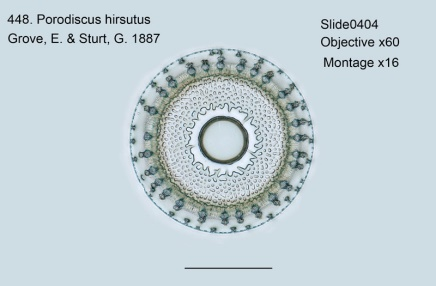 448. Porodiscus hirsutus
Grove, E. & Sturt, G. 1887
Slide0404
Objective x60
Montage x16